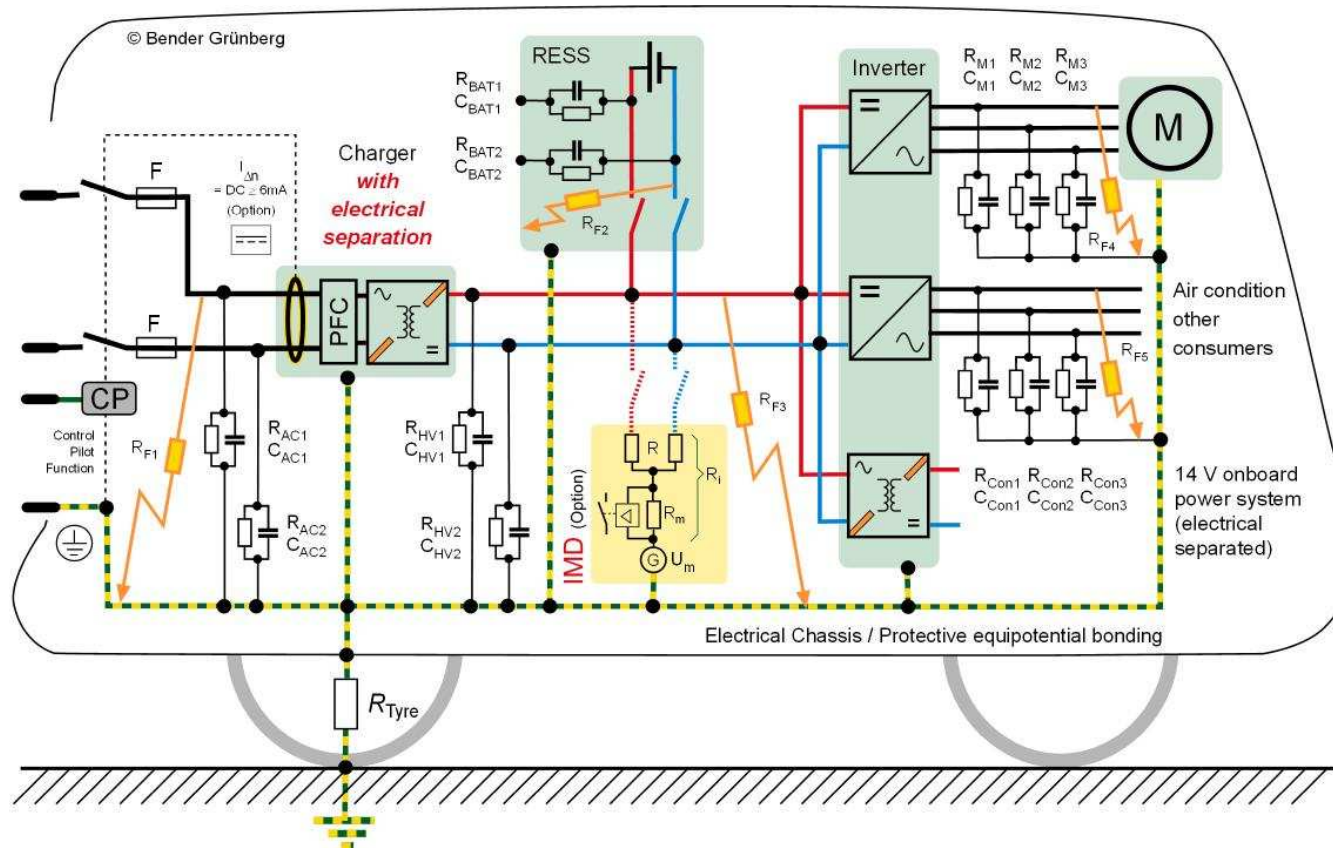 © Bender Grünberg
RESS
R_BAT1
C_BAT1
R_BAT2
C_BAT2
R_F2
Inverter
R_M1 R_M2 R_M3
C_M1 C_M2 C_M3
M
R_F4
F
I_Δn
= DC ≥ 6mA
(Option)
Charger
with
electrical
separation
PFC
F
CP
Control
Pilot
Function
R_F1
R_AC1
C_AC1
R_AC2
C_AC2
R_HV1
C_HV1
R_HV2
C_HV2
IMD (Option)
R
R_i
R_m
G
U_m
R_F3
Air condition
other
consumers
R_F5
R_Con1 R_Con2 R_Con3
C_Con1 C_Con2 C_Con3
14 V onboard
power system
(electrical
separated)
Electrical Chassis / Protective equipotential bonding
R_Tyre